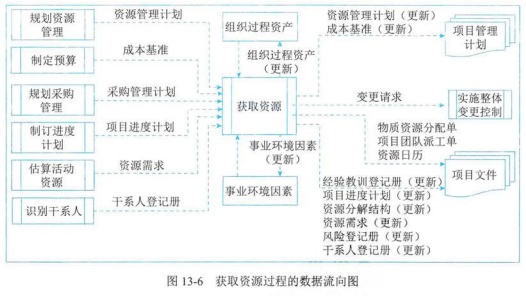 规划资源
管理
资源管理计划
制定预算
成本基准
规划采购
管理
采购管理计划
制订进度
计划
项目进度计划
估算活动
资源
资源需求
识别干系人
干系人登记册
组织过程资产
组织过程资产
（更新）
获取资源
事业环境因素
（更新）
事业环境因素
资源管理计划（更新）
成本基准（更新）
项目管理
计划
变更请求
实施整体
变更控制
物质资源分配单
项目团队派工单
资源日历
项目文件
经验教训登记册（更新）
项目进度计划（更新）
资源分解结构（更新）
资源需求（更新）
风险登记册（更新）
干系人登记册（更新）
图 13-6 获取资源过程的数据流向图